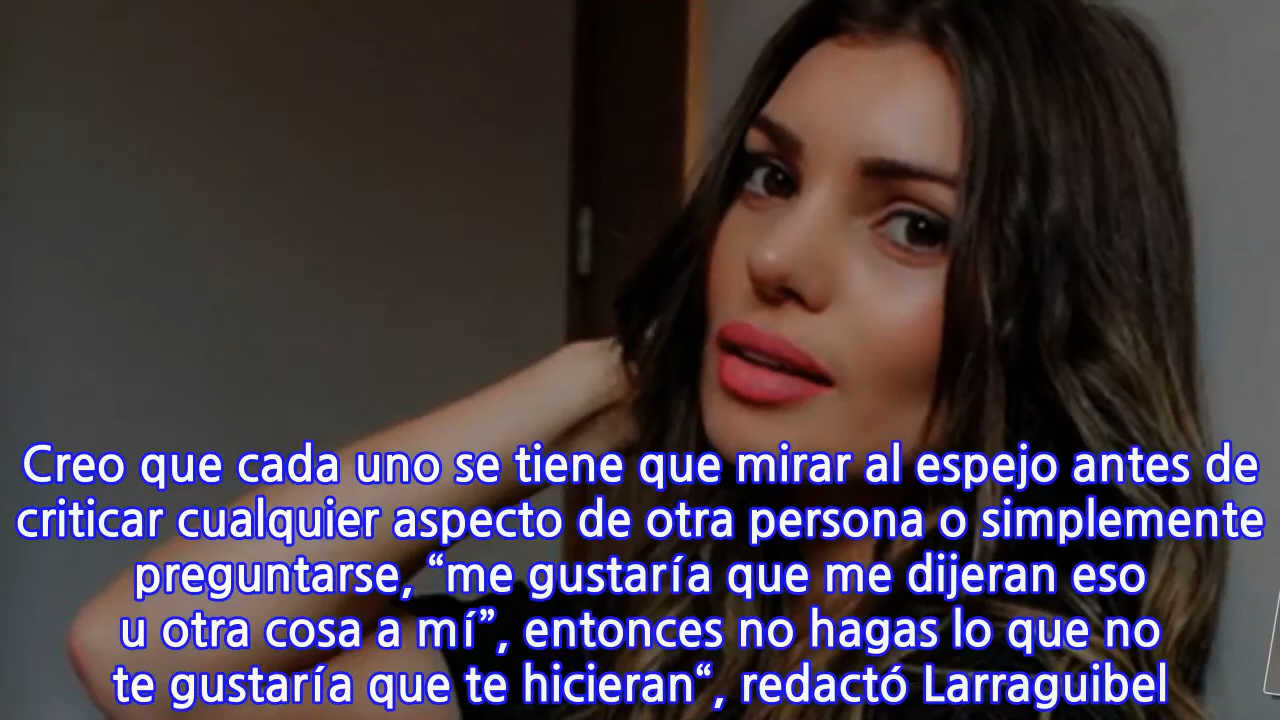 Creo que cada uno se tiene que mirar al espejo antes de
criticar cualquier aspecto de otra persona o simplemente
preguntarse, “me gustaría que me dijeran eso
u otra cosa a mí”, entonces no hagas lo que no
te gustaría que te hicieran“, redactó Larraguibel